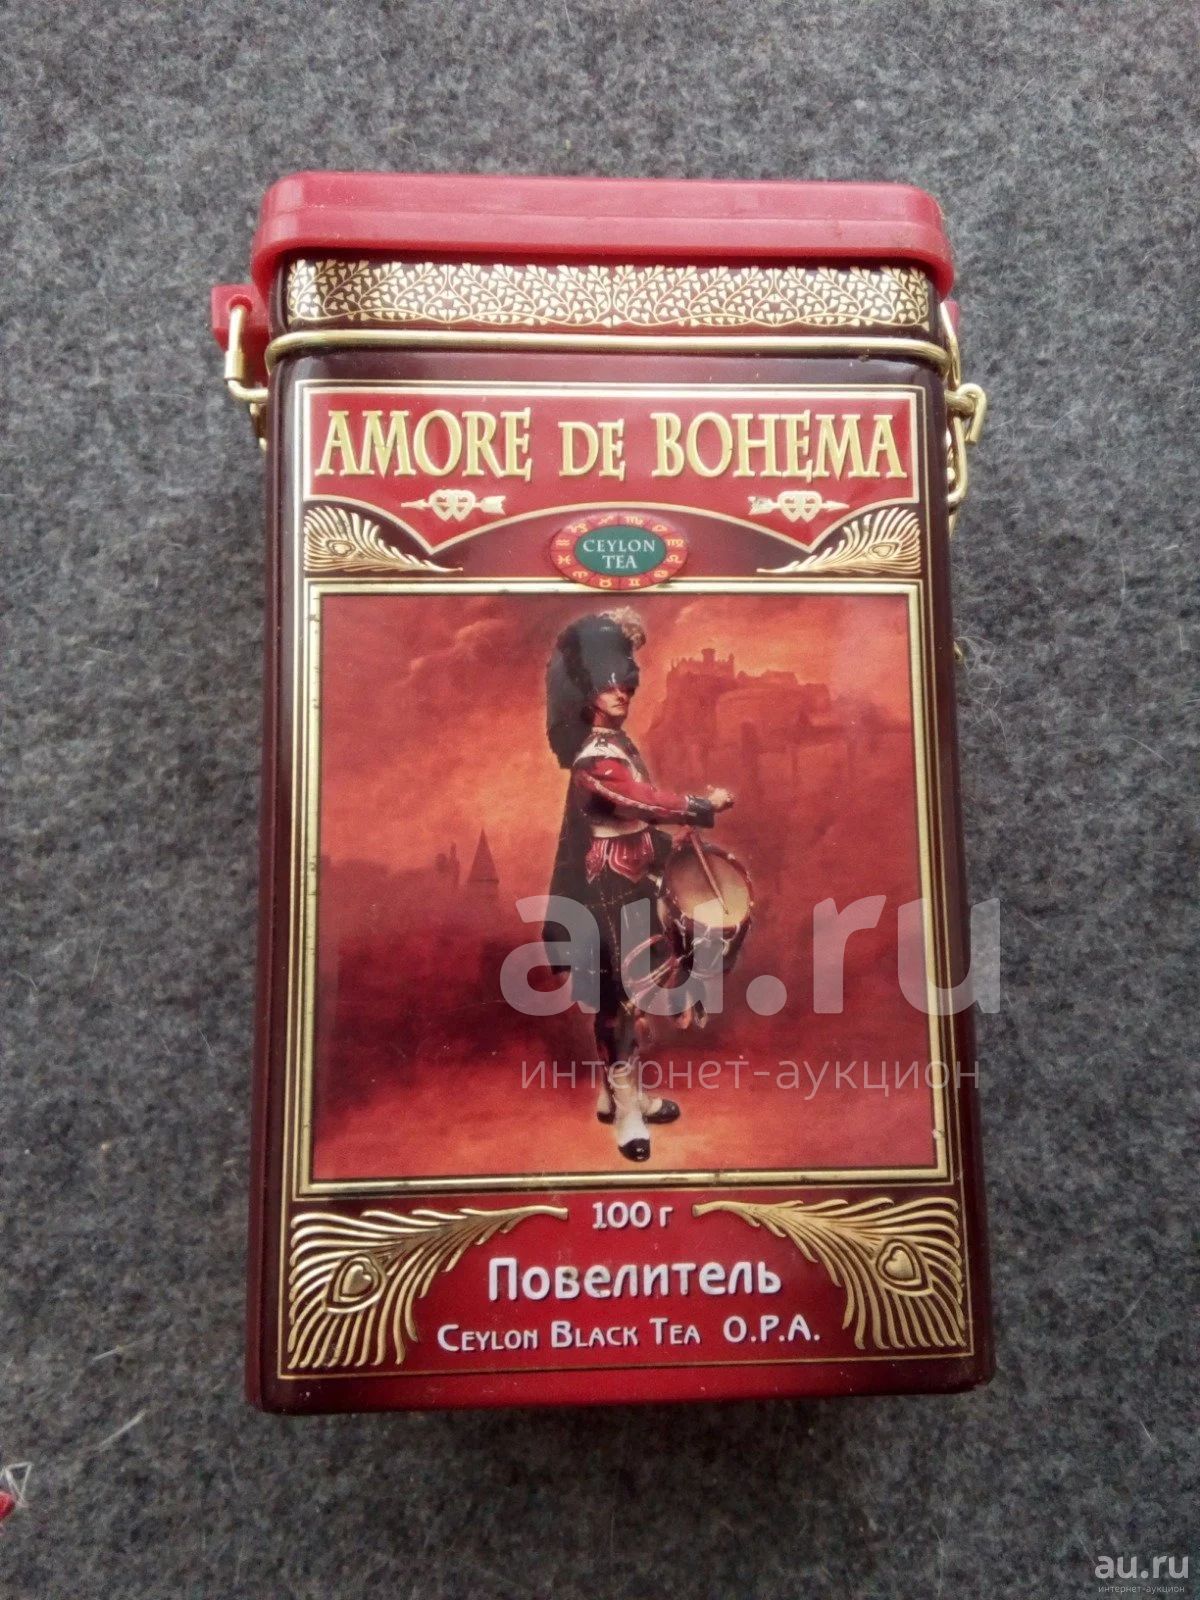 AMORE DE BOHEMA
CEYLON
TEA
au.ru
интернет-аукцион
100 г
Повелитель
CEYLON BLACK TEA O.P.A.
au.ru
интернет-аукцион